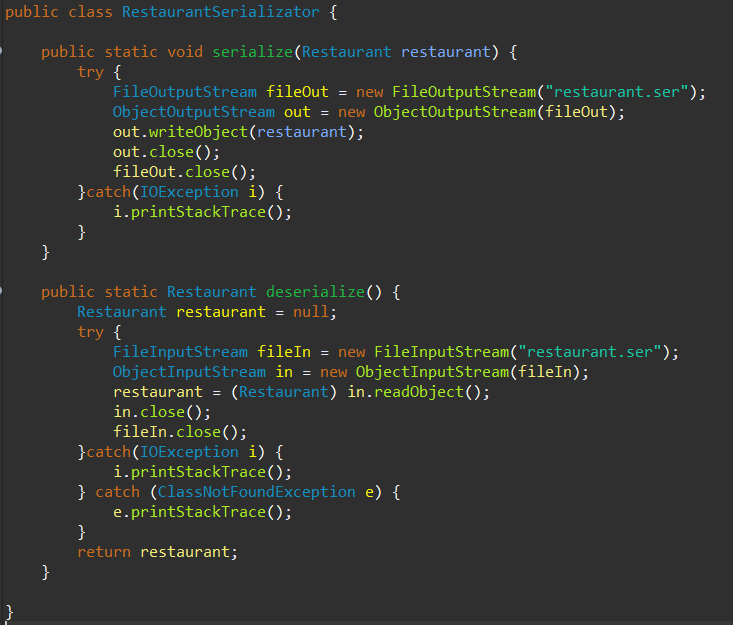 public class RestaurantSerializator {
public static void serialize(Restaurant restaurant) {
try {
FileOutputStream fileOut = new FileOutputStream("restaurant.ser");
ObjectOutputStream out = new ObjectOutputStream(fileOut);
out.writeObject(restaurant);
out.close();
fileOut.close();
}catch(IOException i) {
i.printStackTrace();
}
}
public static Restaurant deserialize() {
Restaurant restaurant = null;
try {
FileInputStream fileIn = new FileInputStream("restaurant.ser");
ObjectInputStream in = new ObjectInputStream(fileIn);
restaurant = (Restaurant) in.readObject();
in.close();
fileIn.close();
}catch(IOException i) {
i.printStackTrace();
} catch (ClassNotFoundException e) {
e.printStackTrace();
}
return restaurant;
}
}